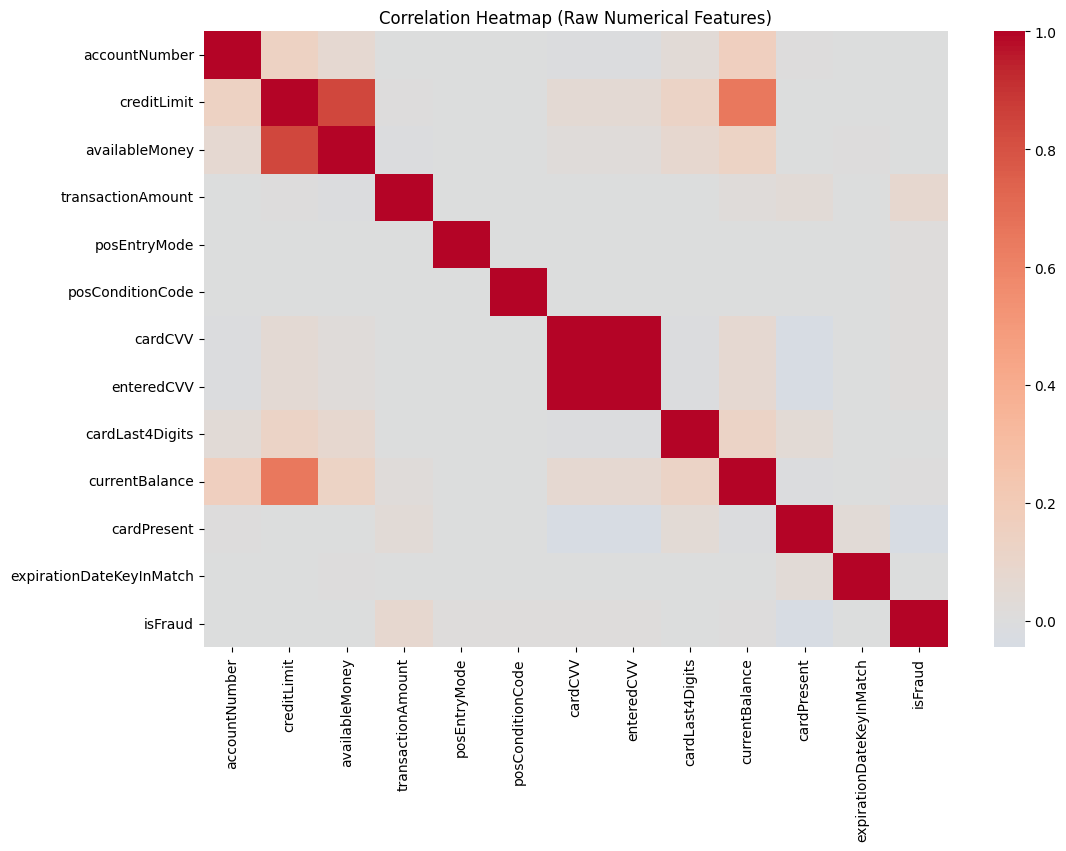 Correlation Heatmap (Raw Numerical Features)
accountNumber
creditLimit
availableMoney
transactionAmount
posEntryMode
posConditionCode
cardCVV
enteredCVV
cardLast4Digits
currentBalance
cardPresent
expirationDateKeyInMatch
isFraud
accountNumber
creditLimit
availableMoney
transactionAmount
posEntryMode
posConditionCode
cardCVV
enteredCVV
cardLast4Digits
currentBalance
cardPresent
expirationDateKeyInMatch
isFraud
1.0
0.8
0.6
0.4
0.2
0.0